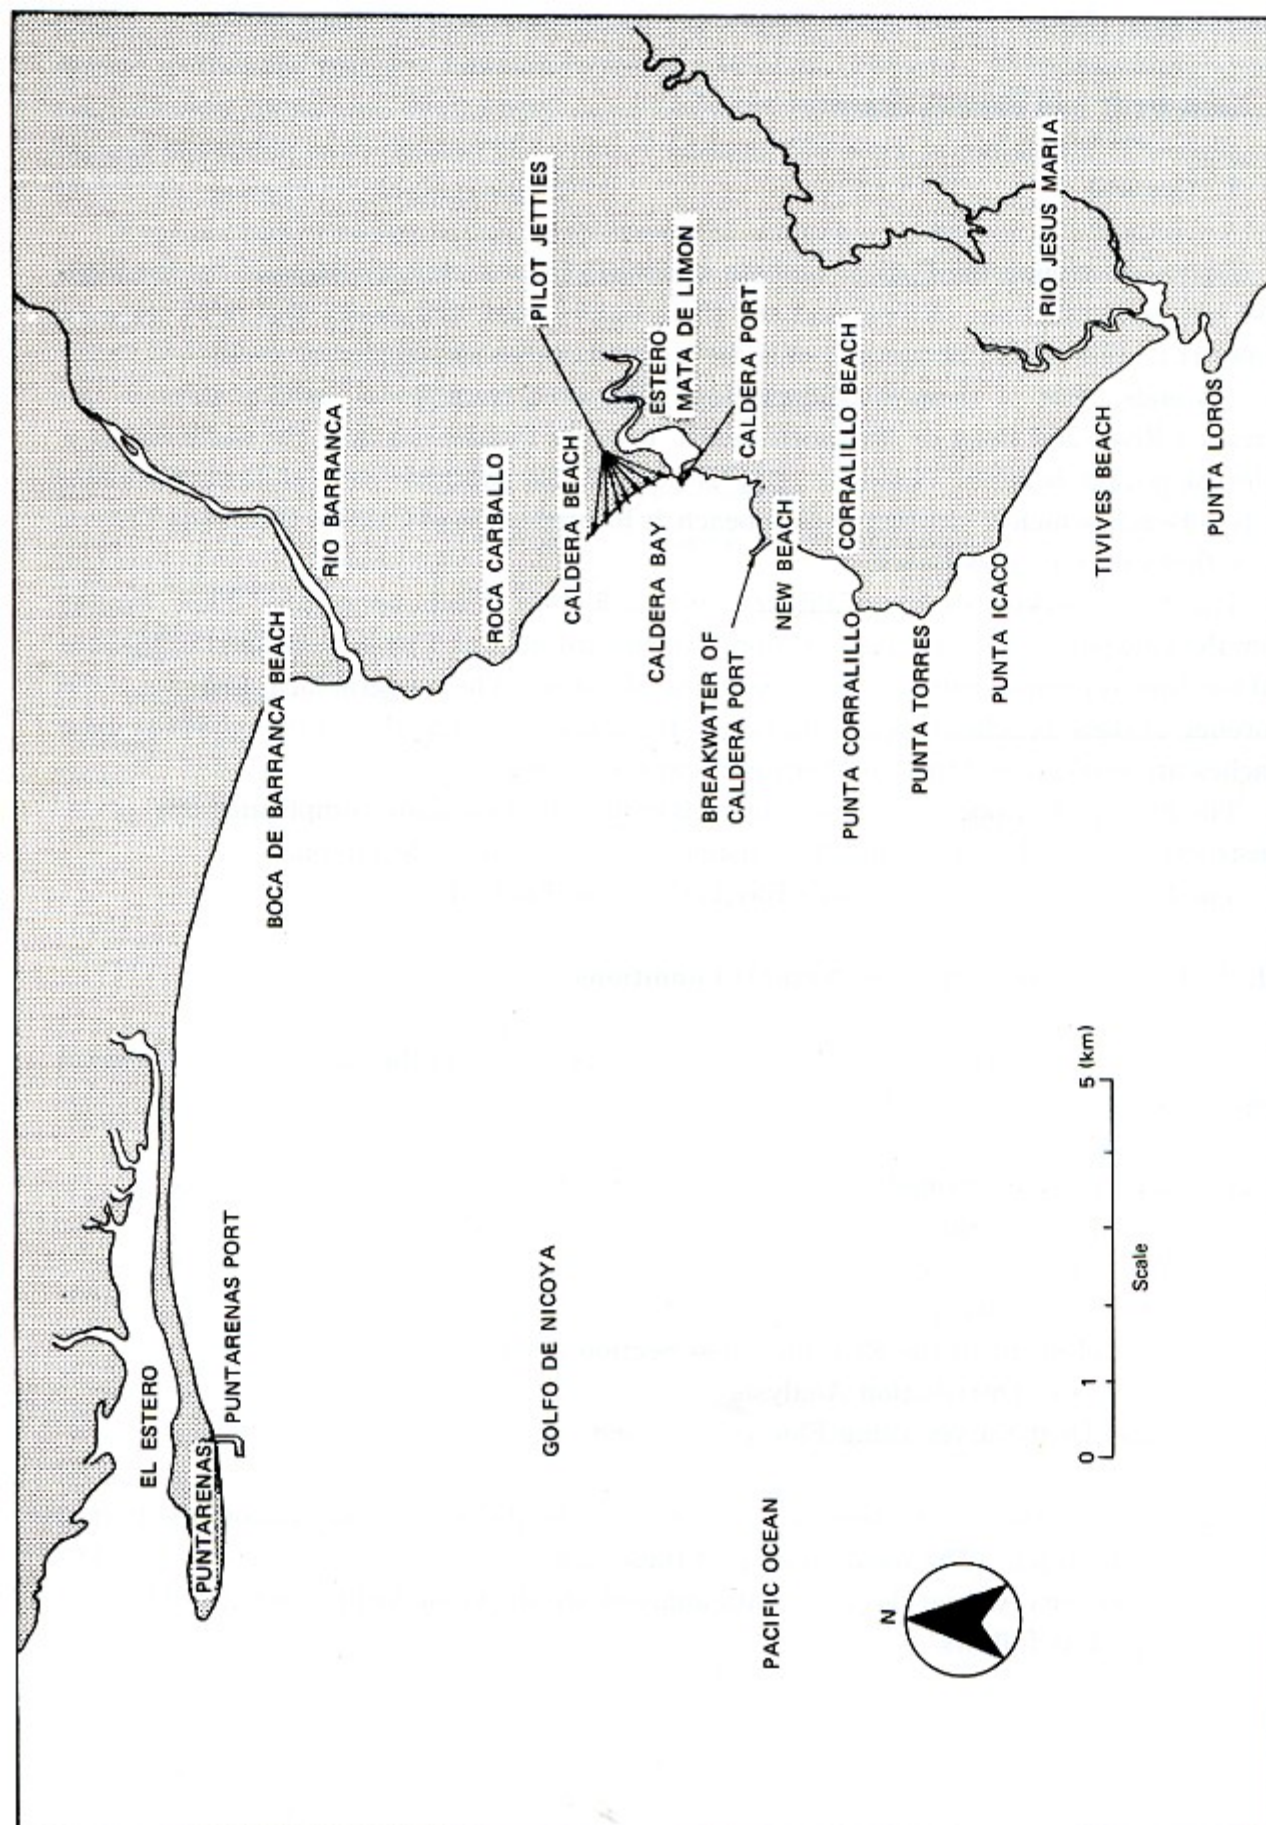 EL ESTERO
PUNTARENAS
PUNTARENAS PORT
BOCA DE BARRANCA BEACH
RIO BARRANCA
ROCA CARBALLO
PILOT JETTIES
CALDERA BEACH
ESTERO
MATA DE LIMON
CALDERA BAY
CALDERA PORT
BREAKWATER OF
CALDERA PORT
NEW BEACH
CORRALILLO BEACH
PUNTA CORRALILLO
PUNTA TORRES
PUNTA ICACO
RIO JESUS MARIA
TIVIVES BEACH
PUNTA LOROS
GOLFO DE NICOYA
PACIFIC OCEAN
N
0 1 5 (km)
Scale